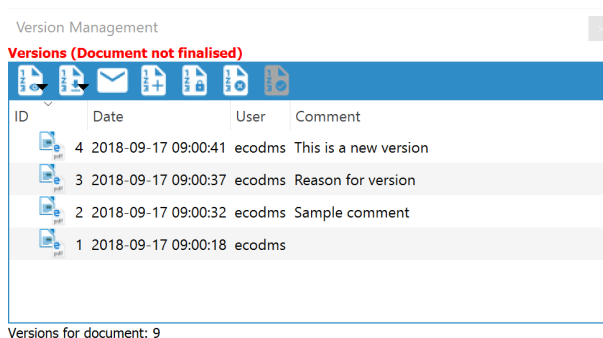 Version Management
Versions (Document not finalised)
ID Date User Comment
4 2018-09-17 09:00:41 ecodms This is a new version
3 2018-09-17 09:00:37 ecodms Reason for version
2 2018-09-17 09:00:32 ecodms Sample comment
1 2018-09-17 09:00:18 ecodms
Versions for document: 9